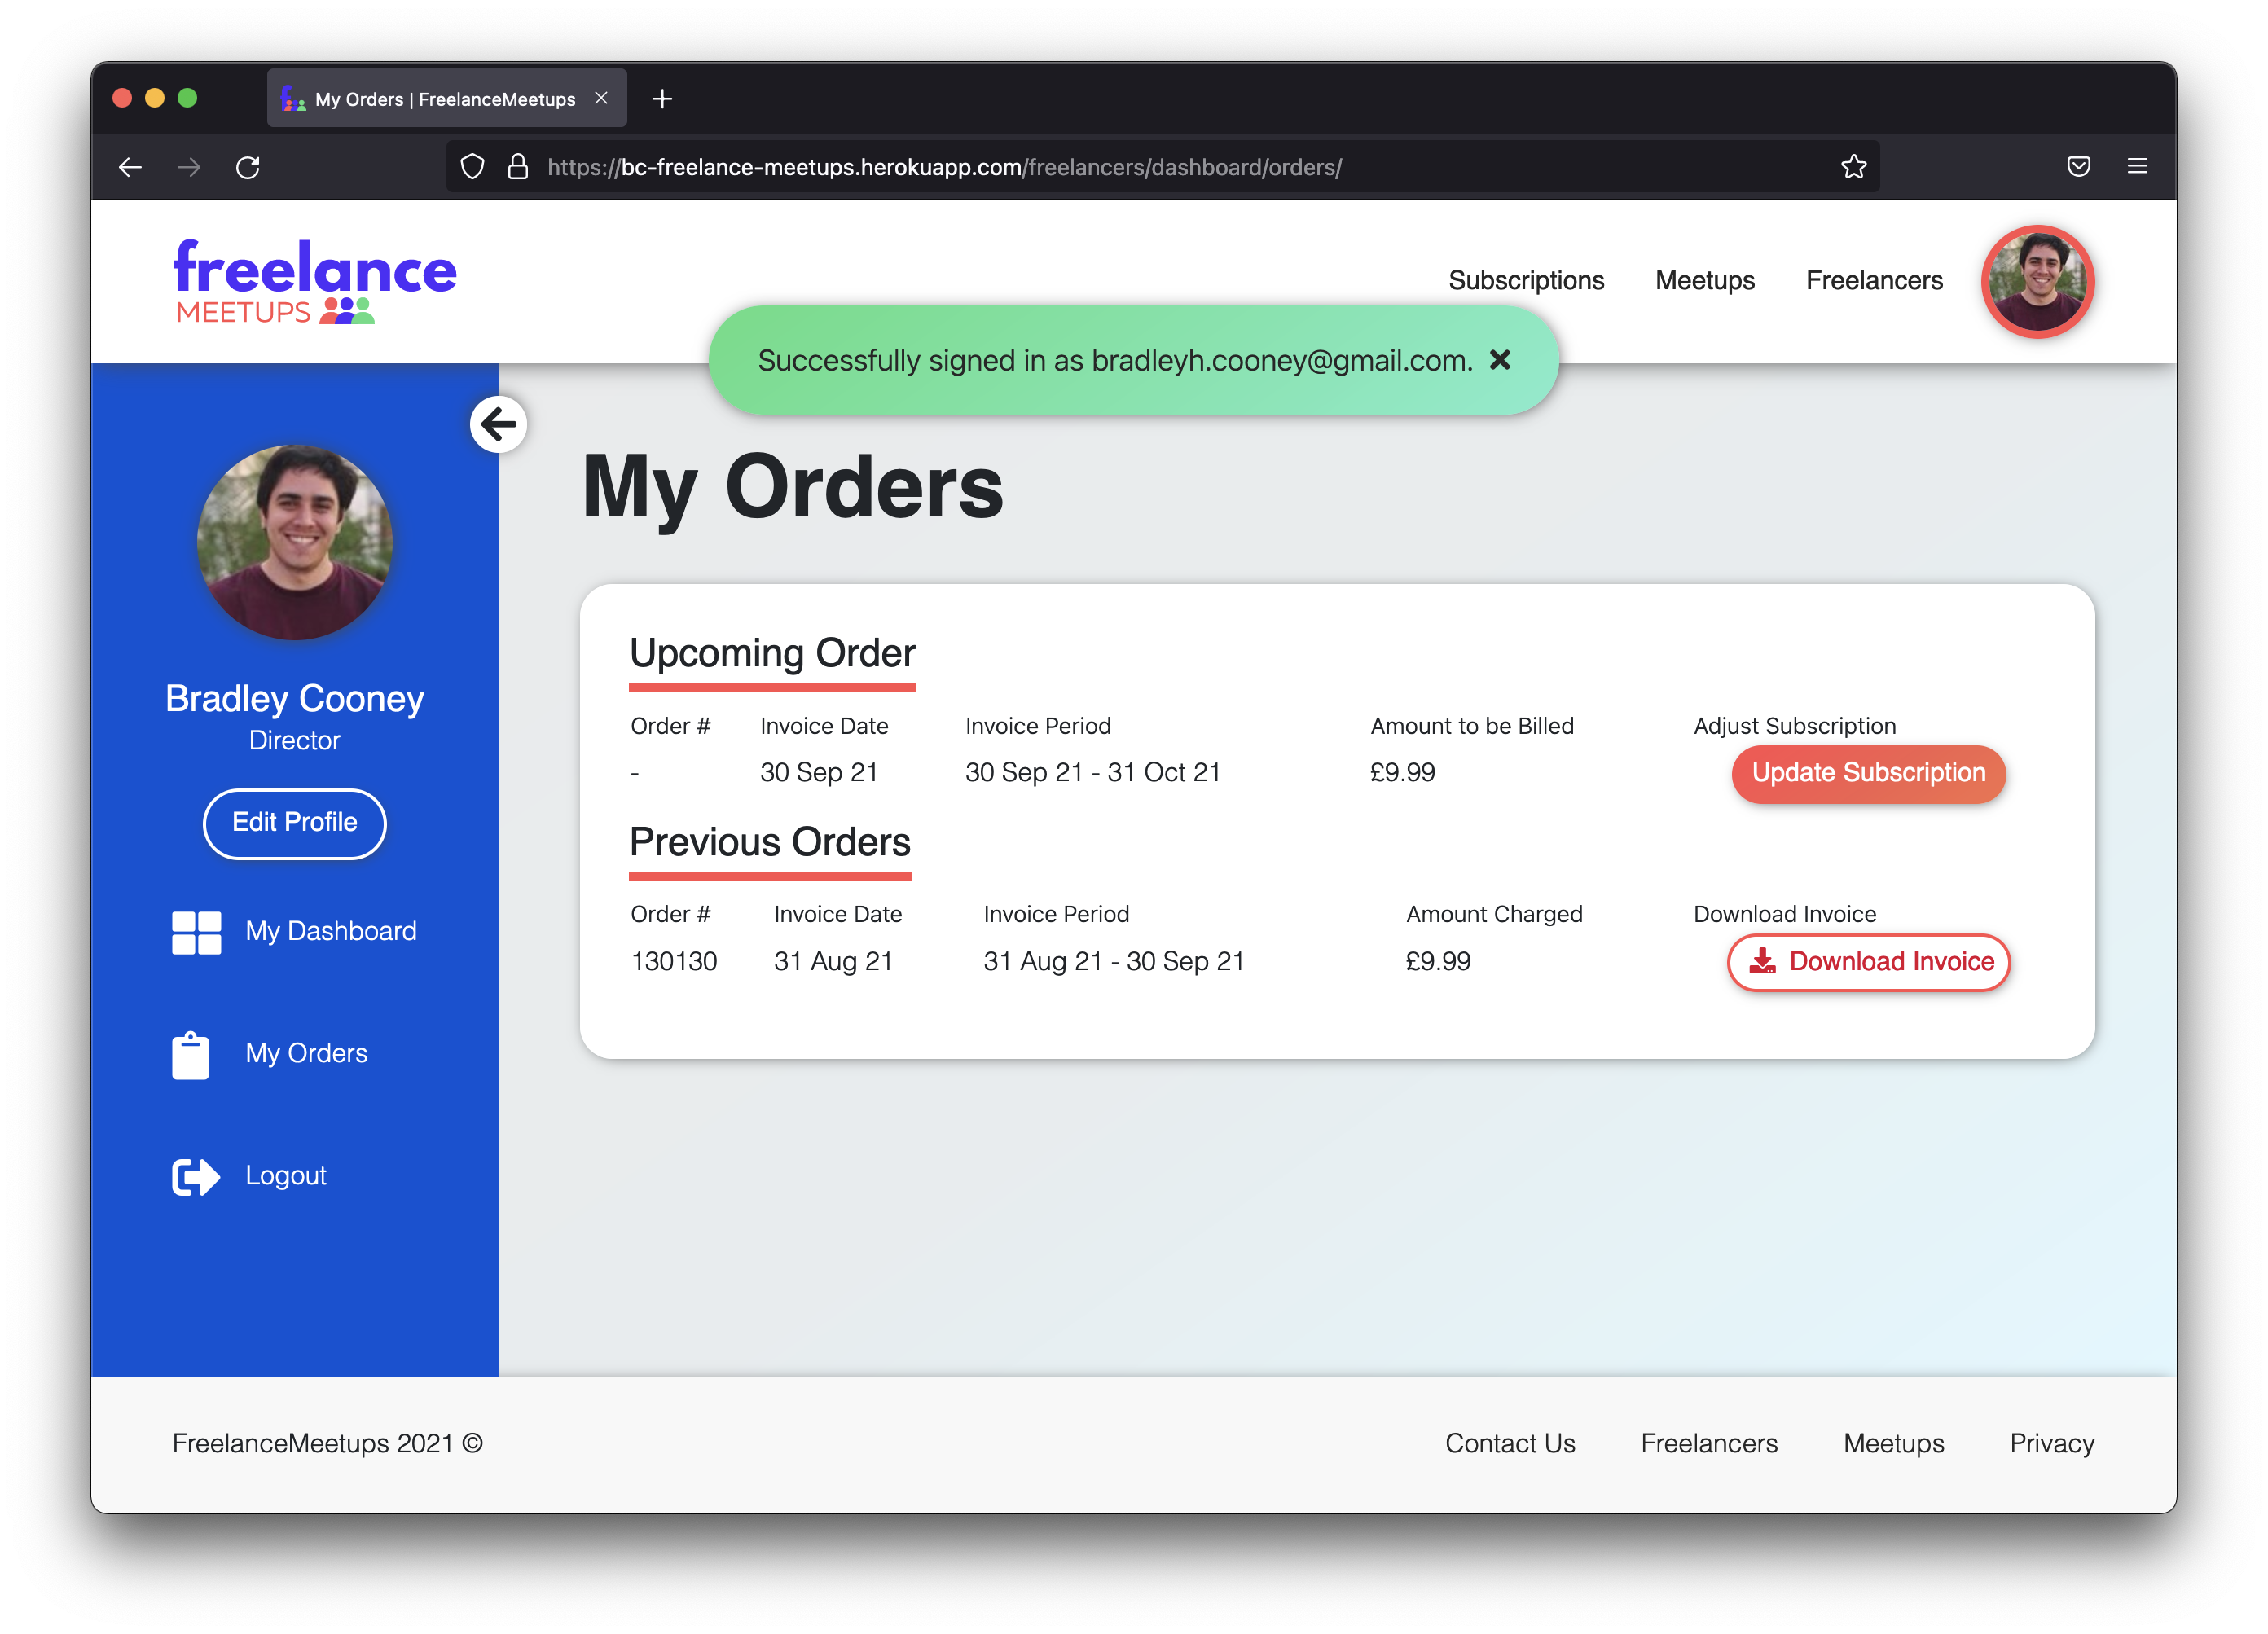 My Orders | FreelanceMeetups
https://bc-freelance-meetups.herokuapp.com/freelancers/dashboard/orders/
freelance
MEETUPS
Subscriptions Meetups Freelancers
Successfully signed in as bradleyh.cooney@gmail.com.
Bradley Cooney
Director
Edit Profile
My Dashboard
My Orders
Logout
My Orders
Upcoming Order
Order # Invoice Date Invoice Period Amount to be Billed Adjust Subscription
- 30 Sep 21 30 Sep 21 - 31 Oct 21 £9.99 Update Subscription
Previous Orders
Order # Invoice Date Invoice Period Amount Charged Download Invoice
130130 31 Aug 21 31 Aug 21 - 30 Sep 21 £9.99 Download Invoice
FreelanceMeetups 2021 © Contact Us Freelancers Meetups Privacy